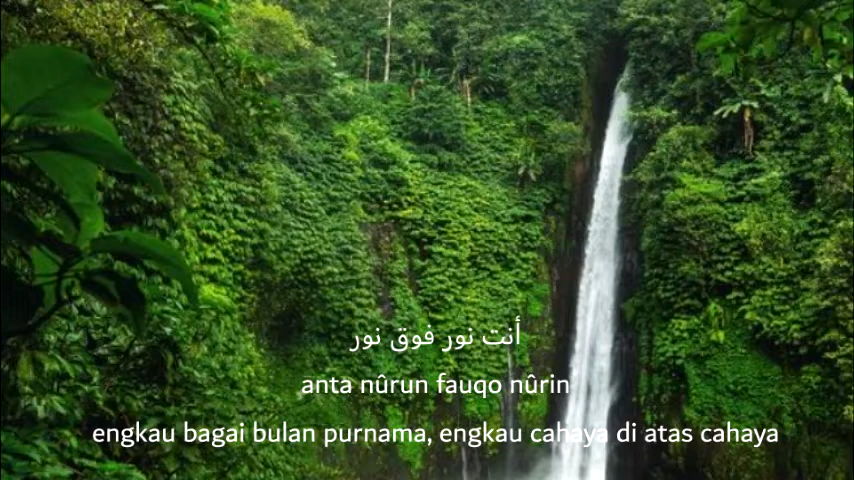 أنت نور فوق نور
anta nûrun fauqo nûrin
engkau bagai bulan purnama, engkau cahaya di atas cahaya